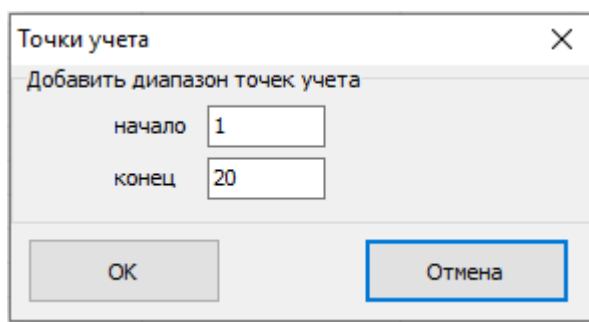 Точки учета
Добавить диапазон точек учета
начало 1
конец 20
OK Отмена